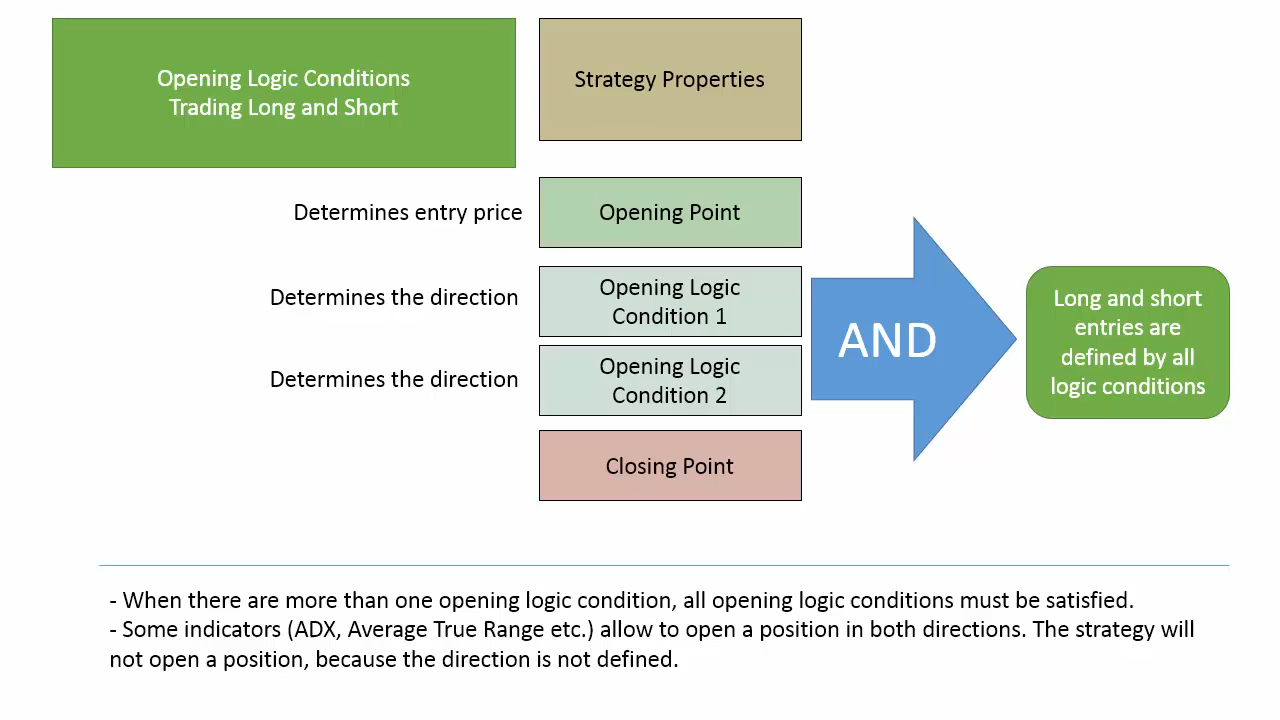 Opening Logic Conditions
Trading Long and Short
Strategy Properties
Determines entry price
Opening Point
Determines the direction
Opening Logic
Condition 1
Determines the direction
Opening Logic
Condition 2
AND
Long and short
entries are
defined by all
logic conditions
Closing Point
- When there are more than one opening logic condition, all opening logic conditions must be satisfied.
- Some indicators (ADX, Average True Range etc.) allow to open a position in both directions. The strategy will
not open a position, because the direction is not defined.